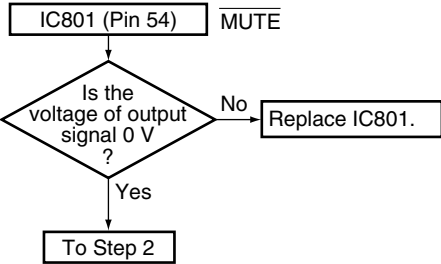 IC801 (Pin 54)
MUTE
Is the
voltage of output
signal 0 V
?
No
Replace IC801.
Yes
To Step 2